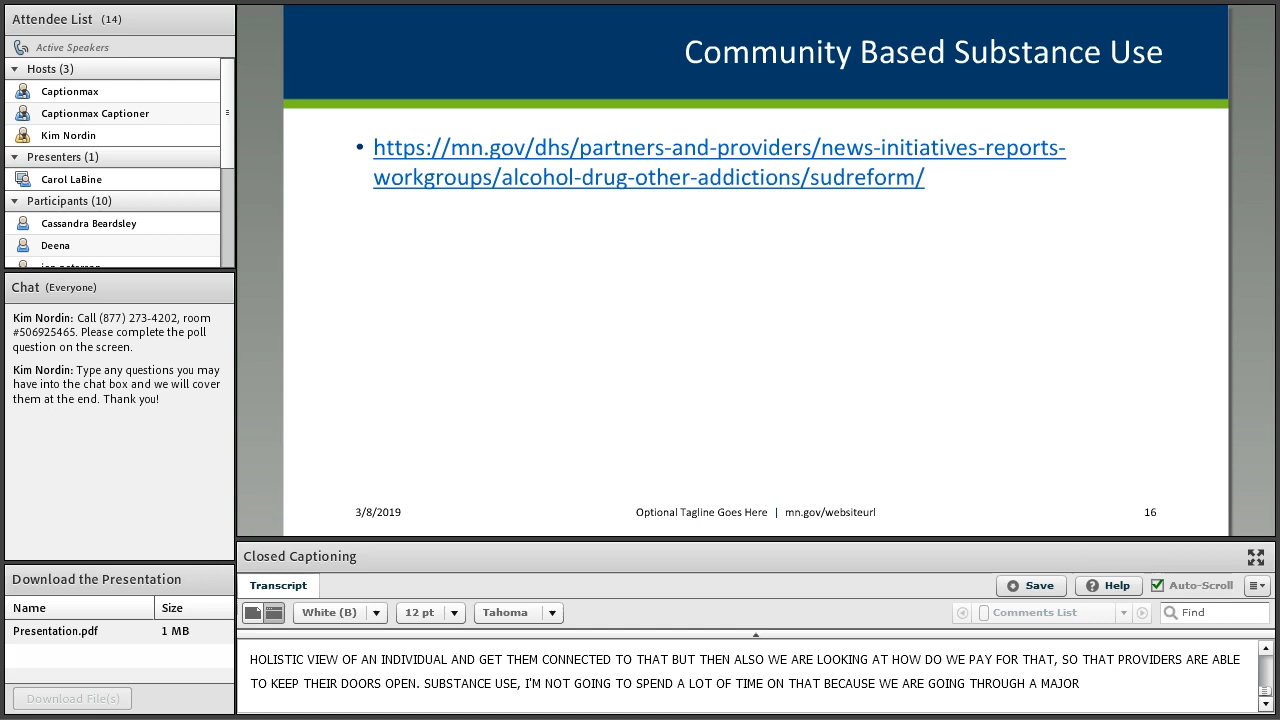 Attendee List (14)
Active Speakers
Hosts (3)
Captionmax
Captionmax Captioner
Kim Nordin
Presenters (1)
Carol LaBine
Participants (10)
Cassandra Beardsley
Deena
Chat (Everyone)
Kim Nordin: Call (877) 273-4202, room
#506925465. Please complete the poll
question on the screen.
Kim Nordin: Type any questions you may
have into the chat box and we will cover
them at the end. Thank you!
Download the Presentation
Name Size
Presentation.pdf 1 MB
Download File(s)
Community Based Substance Use
• https://mn.gov/dhs/partners-and-providers/news-initiatives-reports-
workgroups/alcohol-drug-other-addictions/sudreform/
3/8/2019 Optional Tagline Goes Here | mn.gov/websiteurl 16
Closed Captioning
Transcript Save Help Auto-Scroll
White (B) 12 pt Tahoma Comments List Find
HOLISTIC VIEW OF AN INDIVIDUAL AND GET THEM CONNECTED TO THAT BUT THEN ALSO WE ARE LOOKING AT HOW DO WE PAY FOR THAT, SO THAT PROVIDERS ARE ABLE
TO KEEP THEIR DOORS OPEN. SUBSTANCE USE, I'M NOT GOING TO SPEND A LOT OF TIME ON THAT BECAUSE WE ARE GOING THROUGH A MAJOR